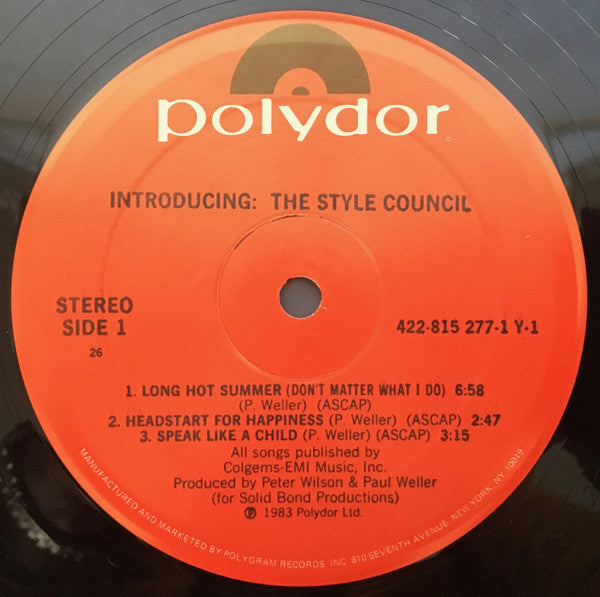 polydor
INTRODUCING: THE STYLE COUNCIL
STEREO
SIDE 1
26
422-815 277-1 Y-1
1. LONG HOT SUMMER (DON'T MATTER WHAT I DO) 6:58
(P. Weller) (ASCAP)
2. HEADSTART FOR HAPPINESS (P. Weller) (ASCAP) 2:47
3. SPEAK LIKE A CHILD (P. Weller) (ASCAP) 3:15
All songs published by
Colgems-EMI Music, Inc.
Produced by Peter Wilson & Paul Weller
(for Solid Bond Productions)
℗ 1983 Polydor Ltd.
MANUFACTURED AND MARKETED BY POLYGRAM RECORDS, INC. 810 SEVENTH AVENUE, NEW YORK, NY 10019